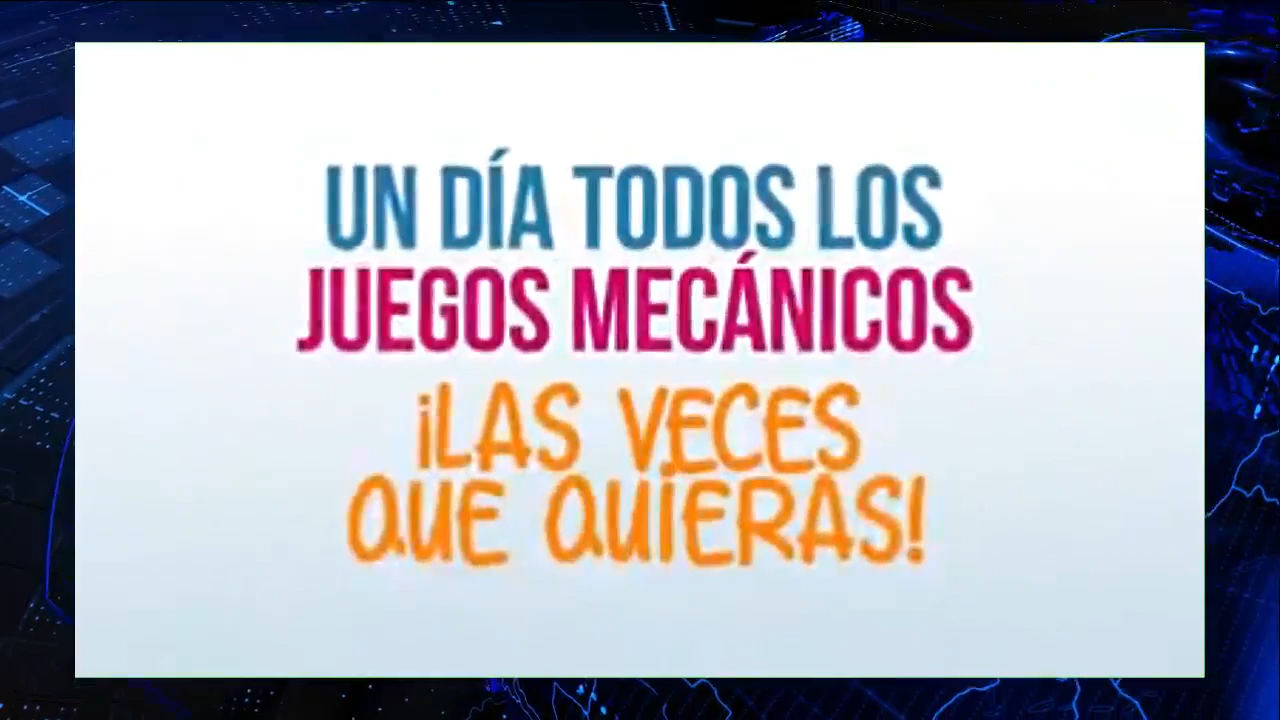 UN DÍA TODOS LOS
JUEGOS MECÁNICOS
¡LAS VECES
QUE QUIERAS!